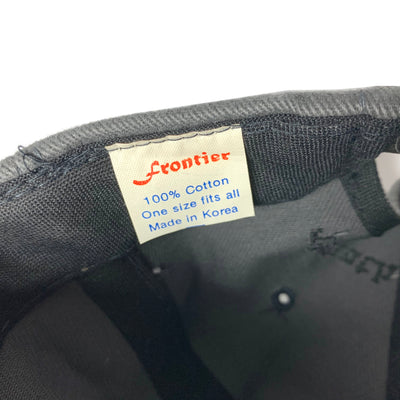 Frontier
100% Cotton
One size fits all
Made in Korea